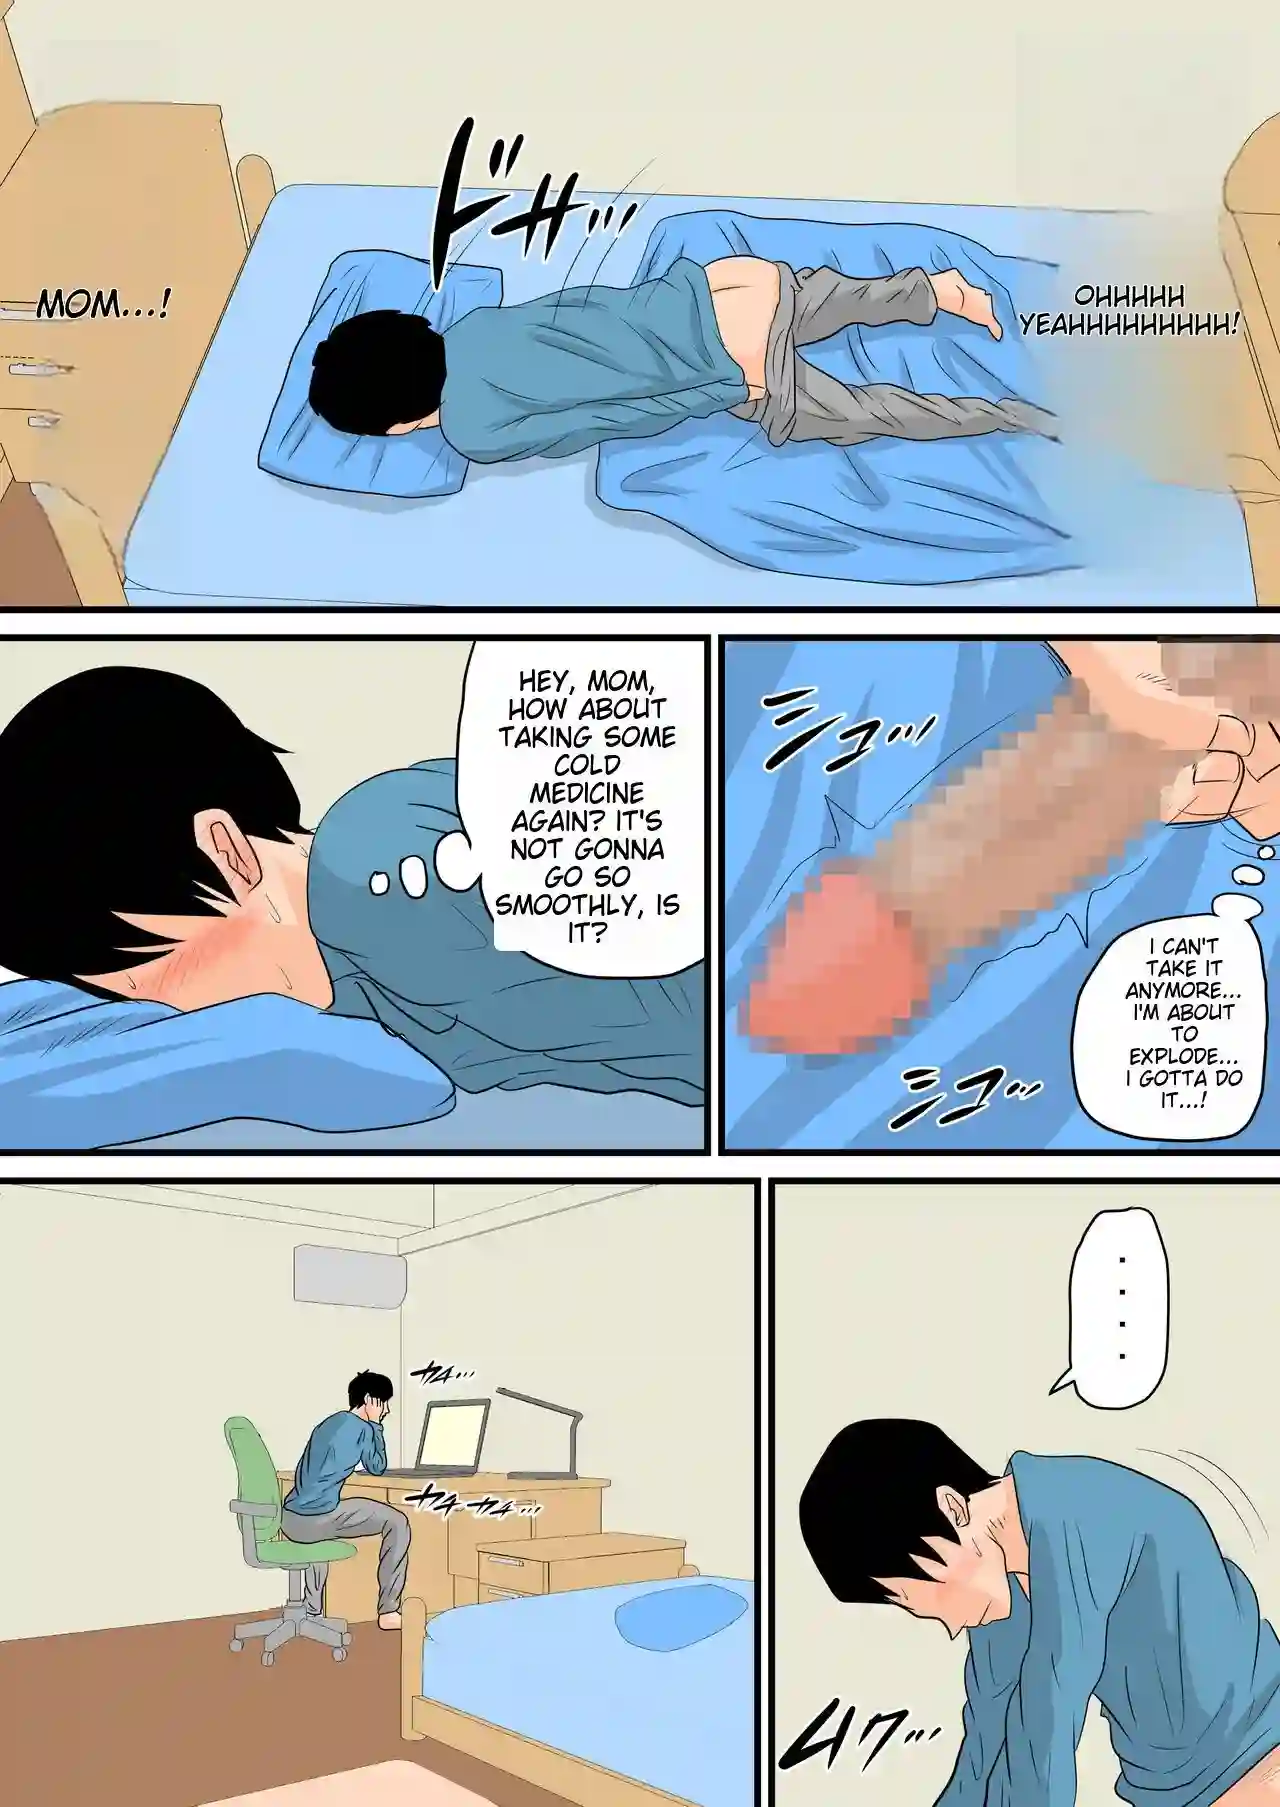 ドサ…
MOM...!
OHHHHH
YEAHHHHHHHHH!
HEY, MOM,
HOW ABOUT
TAKING SOME
COLD
MEDICINE
AGAIN? IT'S
NOT GONNA
GO SO
SMOOTHLY, IS
IT?
シュ…
I CAN'T
TAKE IT
ANYMORE...
I'M ABOUT
TO
EXPLODE...
I GOTTA DO
IT...!
シュ…
カタ…
カタカタ…
....
ムク…